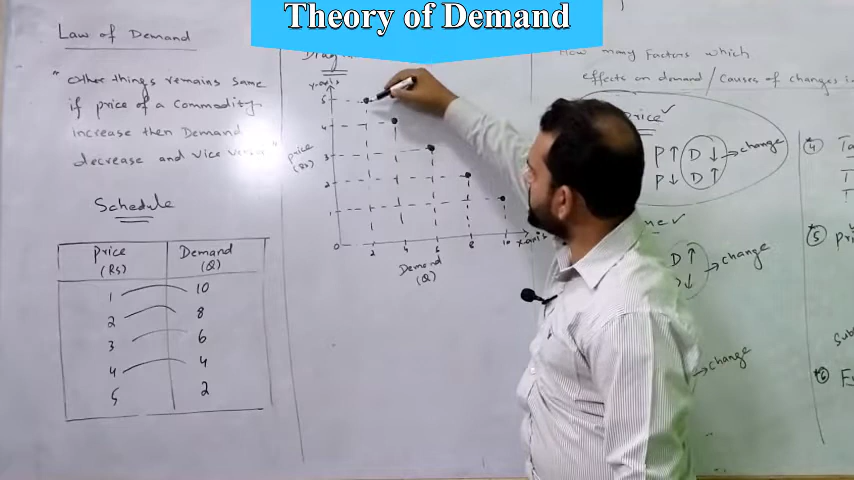 Theory of Demand
Law of Demand
"Other things remains same
if price of a Commodity
increase then Demand
decrease and vice versa"
Schedule
Price (Rs) Demand (Q)
1 10
2 8
3 6
4 4
5 2
Y-axis
5
4
3
2
1
0 2 4 6 8 10 x-axis
Price
(Rs)
Demand
(Q)
How many Factors which
effects on demand / Causes of changes
Price ✓
P↑ D↓ → change
P↓ D↑
D↑ → change
→ change
4
5
6